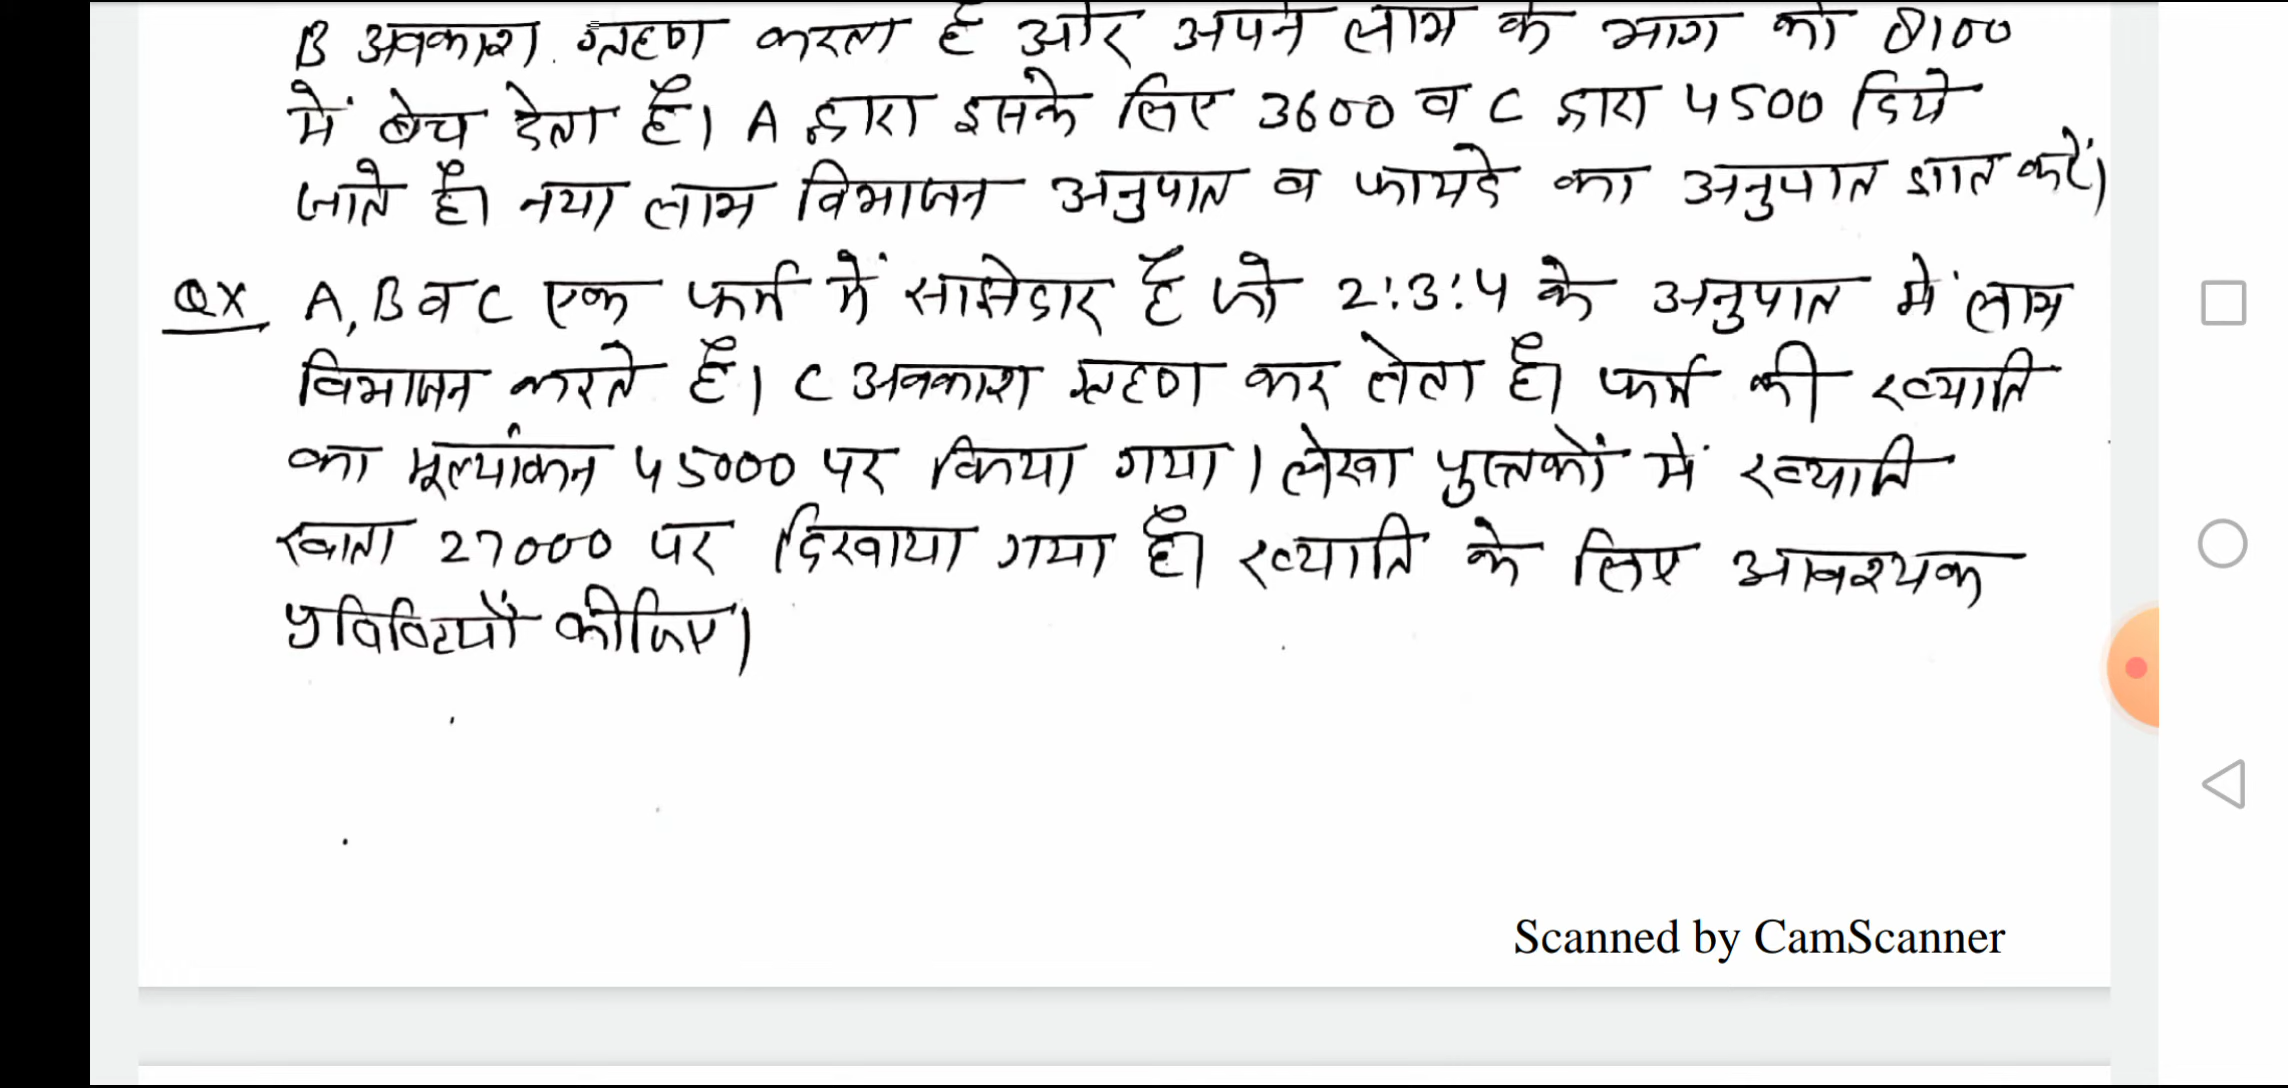 B अवकाश ग्रहण करता है और अपने लाभ के भाग को 8100
में बेच देता है। A द्वारा इसके लिए 3600 व C द्वारा 4500 दिये
जाते है। नया लाभ विभाजन अनुपात व फायदे का अनुपात ज्ञात करें।
QX A, B व C एक फर्म में साझेदार है जो 2:3:4 के अनुपात में लाभ
विभाजन करते है। C अवकाश ग्रहण कर लेता है। फर्म की ख्याति
का मूल्यांकन 45000 पर किया गया। लेखा पुस्तकों में ख्याति
खाता 27000 पर दिखाया गया है। ख्याति के लिए आवश्यक
प्रविष्टियाँ कीजिए।
Scanned by CamScanner